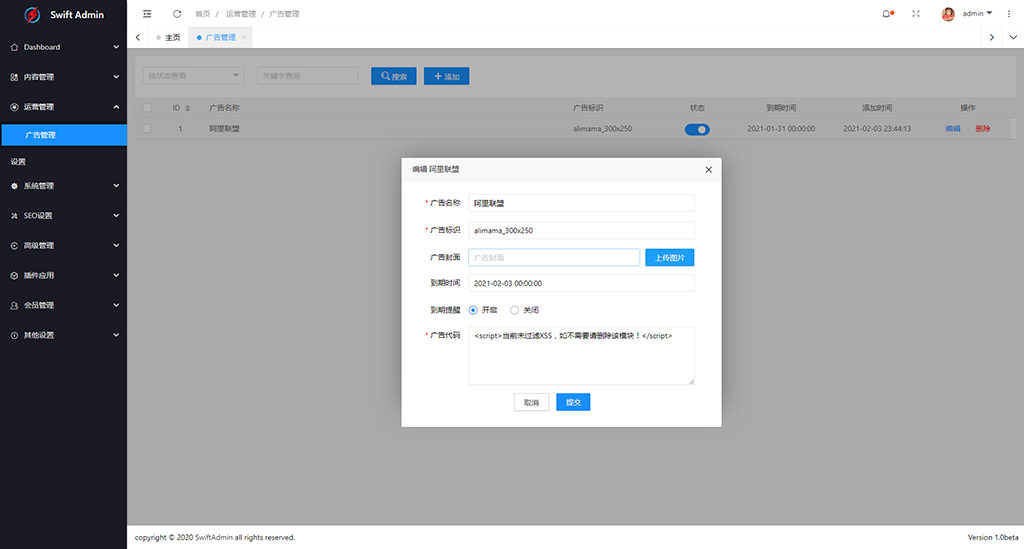 Swift Admin
首页 / 运营管理 / 广告管理
admin
Dashboard
内容管理
运营管理
广告管理
设置
系统管理
SEO设置
高级管理
插件应用
会员管理
其他设置
主页
广告管理
按状态查看
关键字查询
搜索
添加
ID 广告名称 广告标识 状态 到期时间 添加时间 操作
1 阿里联盟 alimama_300x250 2021-01-31 00:00:00 2021-02-03 23:44:13 编辑 删除
编辑 阿里联盟
* 广告名称 阿里联盟
* 广告标识 alimama_300x250
广告封面 广告封面 上传图片
到期时间 2021-02-03 00:00:00
到期提醒 开启 关闭
* 广告代码 <script>当前未过滤XSS，如不需要请删除该模块！</script>
取消 提交
copyright © 2020 SwiftAdmin all rights reserved.
Version 1.0beta